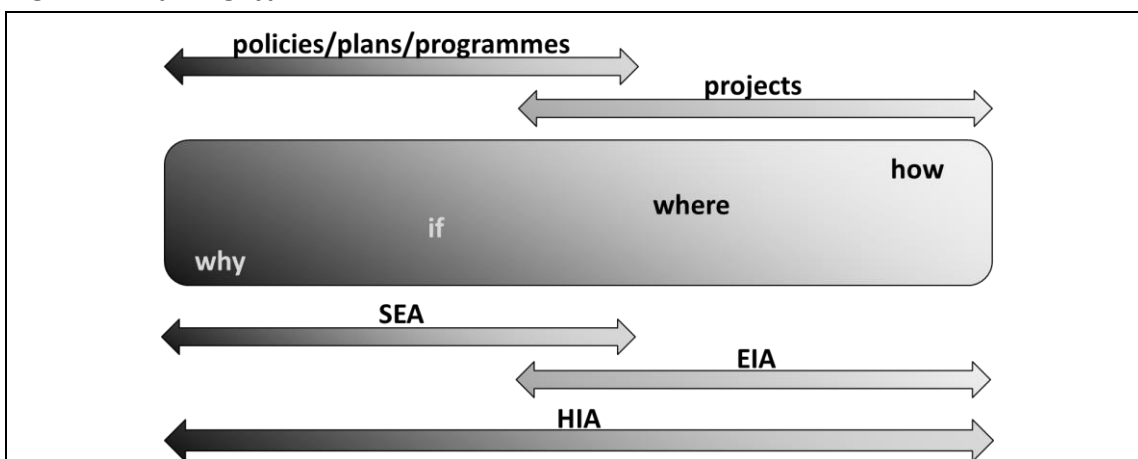 policies/plans/programmes
projects
how
where
if
why
SEA
EIA
HIA